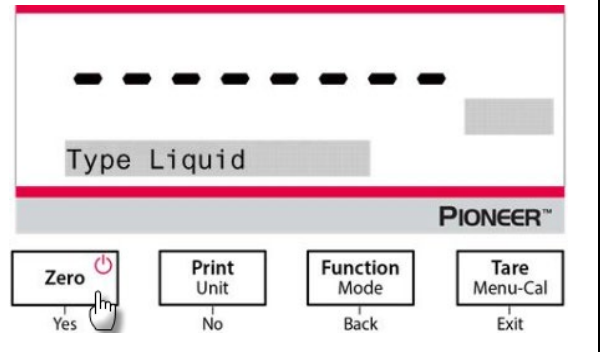 --------
Type Liquid
PIONEER™
Zero Print Function Tare
Unit Mode Menu-Cal
Yes No Back Exit